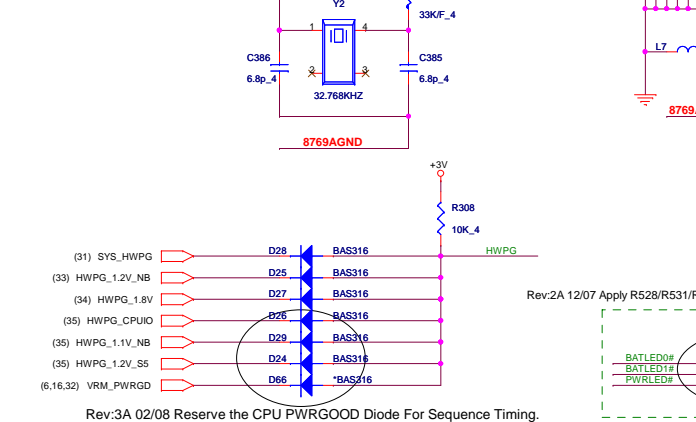 Y2
33K/F_4
1 4
C386 C385
2 3
6.8p_4 6.8p_4
32.768KHZ
L7
8769AGND
8769
+3V
R308
10K_4
(31) SYS_HWPG D28 BAS316 HWPG
(33) HWPG_1.2V_NB D25 BAS316
(34) HWPG_1.8V D27 BAS316
Rev:2A 12/07 Apply R528/R531/
(35) HWPG_CPUIO D26 BAS316
(35) HWPG_1.1V_NB D29 BAS316
(35) HWPG_1.2V_S5 D24 BAS316
BATLED0#
BATLED1#
PWRLED#
(6,16,32) VRM_PWRGD D66 *BAS316
Rev:3A 02/08 Reserve the CPU PWRGOOD Diode For Sequence Timing.